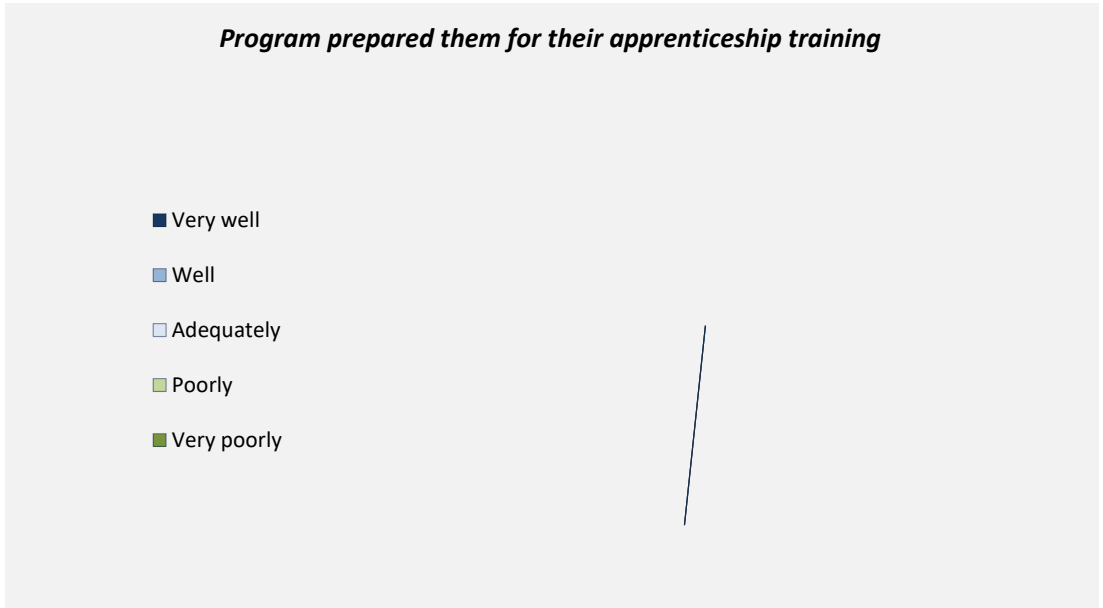 Program prepared them for their apprenticeship training
Very well
Well
Adequately
Poorly
Very poorly